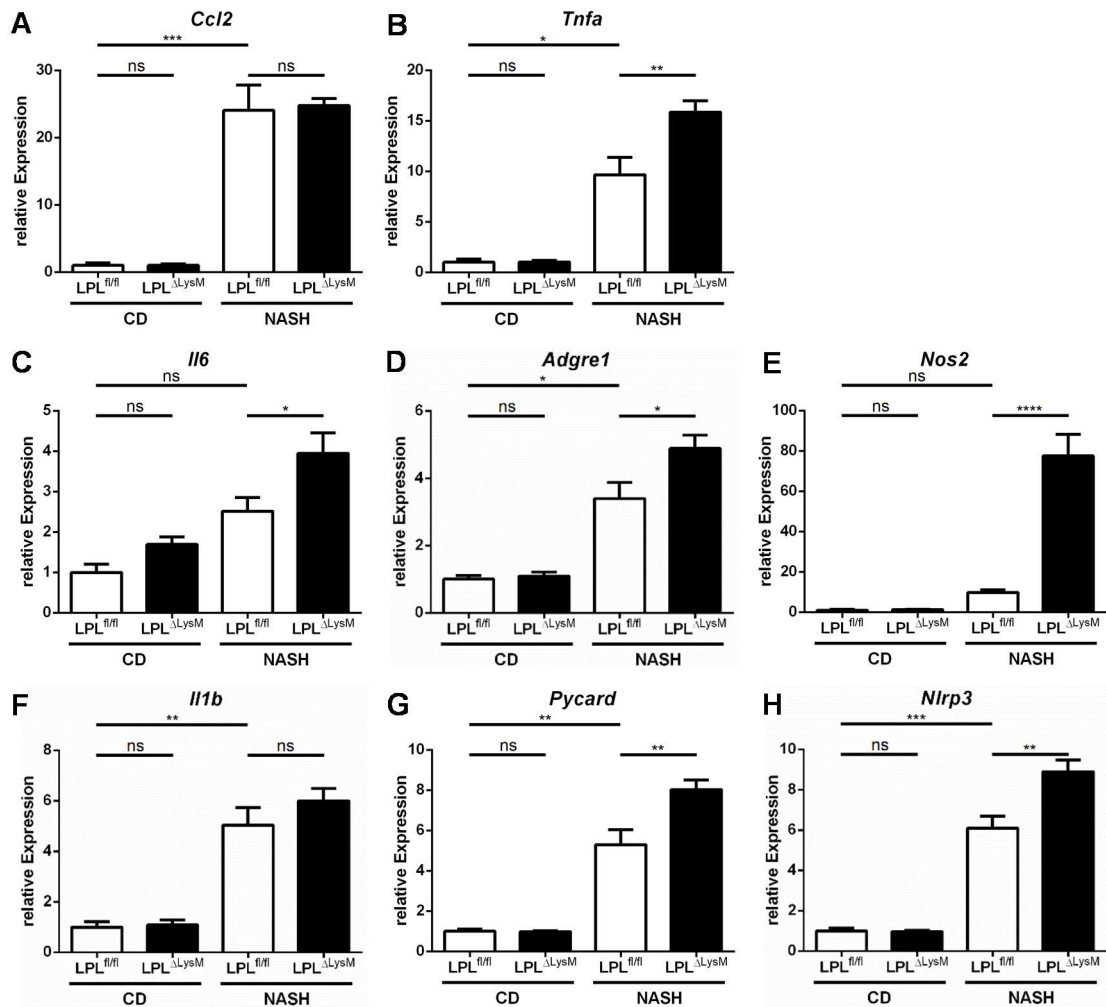 A
Ccl2
***
ns
ns
relative Expression
30
20
10
0
LPL fl/fl
LPL ΔLysM
LPL fl/fl
LPL ΔLysM
CD
NASH
B
Tnfa
*
ns
**
relative Expression
20
15
10
5
0
LPL fl/fl
LPL ΔLysM
LPL fl/fl
LPL ΔLysM
CD
NASH
C
Il6
ns
ns
*
relative Expression
5
4
3
2
1
0
LPL fl/fl
LPL ΔLysM
LPL fl/fl
LPL ΔLysM
CD
NASH
D
Adgre1
*
ns
*
relative Expression
6
4
2
0
LPL fl/fl
LPL ΔLysM
LPL fl/fl
LPL ΔLysM
CD
NASH
E
Nos2
ns
ns
****
relative Expression
100
80
60
40
20
0
LPL fl/fl
LPL ΔLysM
LPL fl/fl
LPL ΔLysM
CD
NASH
F
Il1b
**
ns
ns
relative Expression
8
6
4
2
0
LPL fl/fl
LPL ΔLysM
LPL fl/fl
LPL ΔLysM
CD
NASH
G
Pycard
**
ns
**
relative Expression
10
8
6
4
2
0
LPL fl/fl
LPL ΔLysM
LPL fl/fl
LPL ΔLysM
CD
NASH
H
Nlrp3
***
ns
**
relative Expression
10
8
6
4
2
0
LPL fl/fl
LPL ΔLysM
LPL fl/fl
LPL ΔLysM
CD
NASH